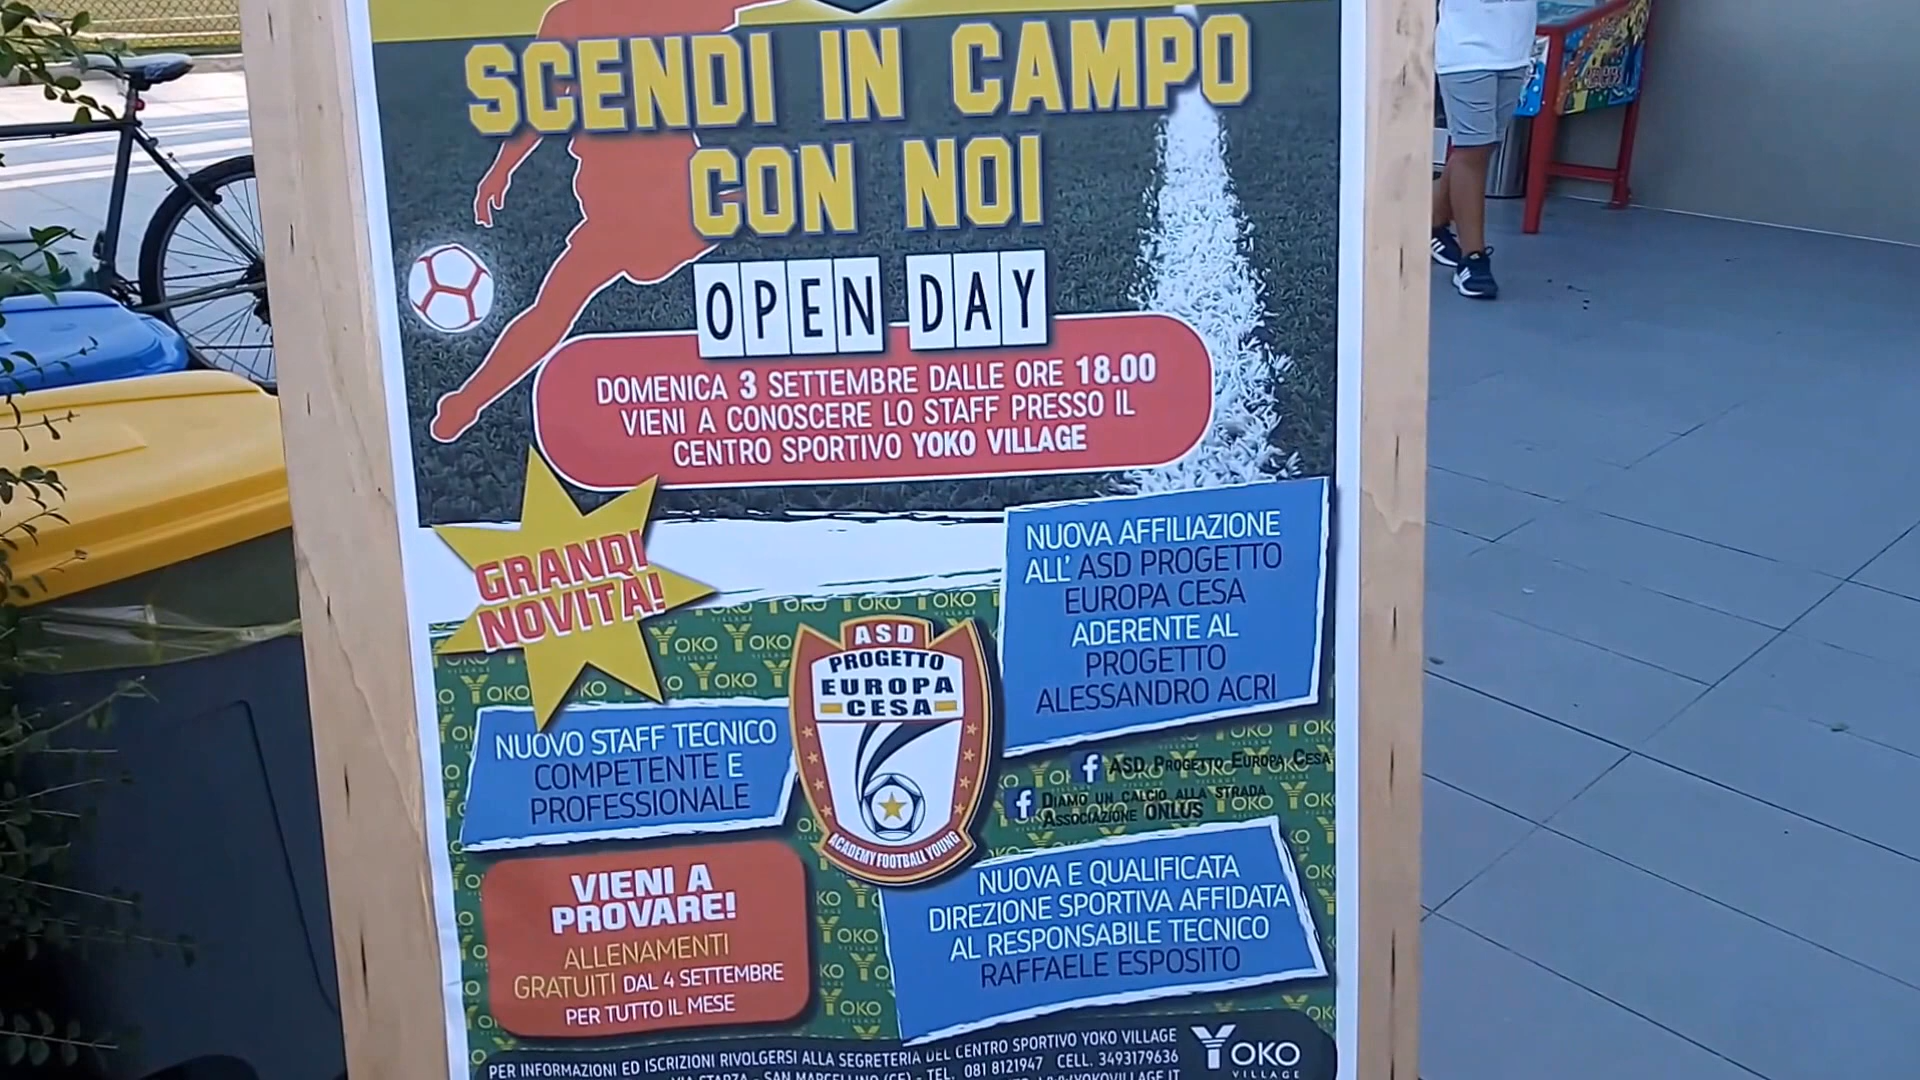 SCENDI IN CAMPO
CON NOI
OPEN DAY
DOMENICA 3 SETTEMBRE DALLE ORE 18.00
VIENI A CONOSCERE LO STAFF PRESSO IL
CENTRO SPORTIVO YOKO VILLAGE
GRANDI
NOVITÀ!
NUOVA AFFILIAZIONE
ALL' ASD PROGETTO
EUROPA CESA
ADERENTE AL
PROGETTO
ALESSANDRO ACRI
ASD
PROGETTO
EUROPA
CESA
ACADEMY FOOTBALL YOUNG
NUOVO STAFF TECNICO
COMPETENTE E
PROFESSIONALE
f ASD PROGETTO EUROPA CESA
f DIAMO UN CALCIO ALLA STRADA
ASSOCIAZIONE ONLUS
VIENI A
PROVARE!
ALLENAMENTI
GRATUITI DAL 4 SETTEMBRE
PER TUTTO IL MESE
NUOVA E QUALIFICATA
DIREZIONE SPORTIVA AFFIDATA
AL RESPONSABILE TECNICO
RAFFAELE ESPOSITO
PER INFORMAZIONI ED ISCRIZIONI RIVOLGERSI ALLA SEGRETERIA DEL CENTRO SPORTIVO YOKO VILLAGE
VIA STARZA - SAN MARCELLINO (CE) - TEL. 081 8121947 CELL. 3493179636
YOKO
VILLAGE